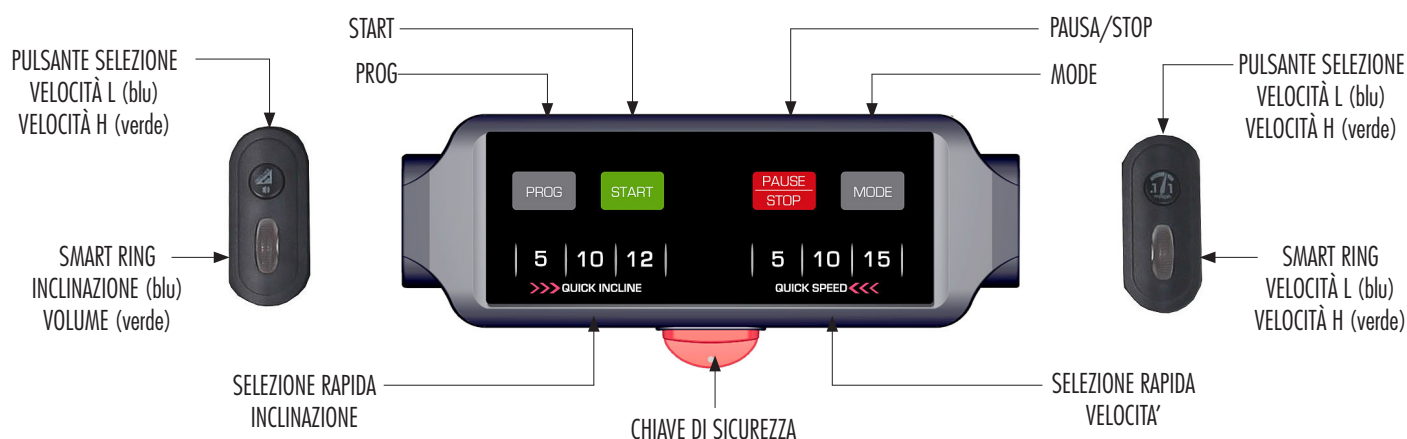 START
PROG
PAUSA/STOP
MODE
PULSANTE SELEZIONE
VELOCITÀ L (blu)
VELOCITÀ H (verde)
PULSANTE SELEZIONE
VELOCITÀ L (blu)
VELOCITÀ H (verde)
PROG START PAUSE STOP MODE
5 10 12
>>> QUICK INCLINE
5 10 15
QUICK SPEED <<<
SMART RING
INCLINAZIONE (blu)
VOLUME (verde)
SMART RING
VELOCITÀ L (blu)
VELOCITÀ H (verde)
SELEZIONE RAPIDA
INCLINAZIONE
CHIAVE DI SICUREZZA
SELEZIONE RAPIDA
VELOCITA'